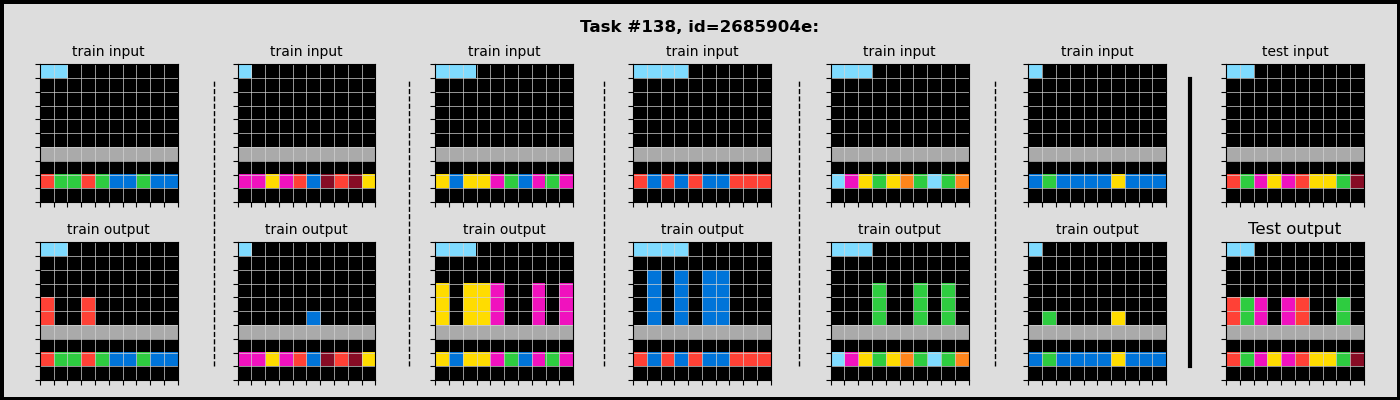 Task #138, id=2685904e:
train input train input train input train input train input train input test input
train output train output train output train output train output train output Test output